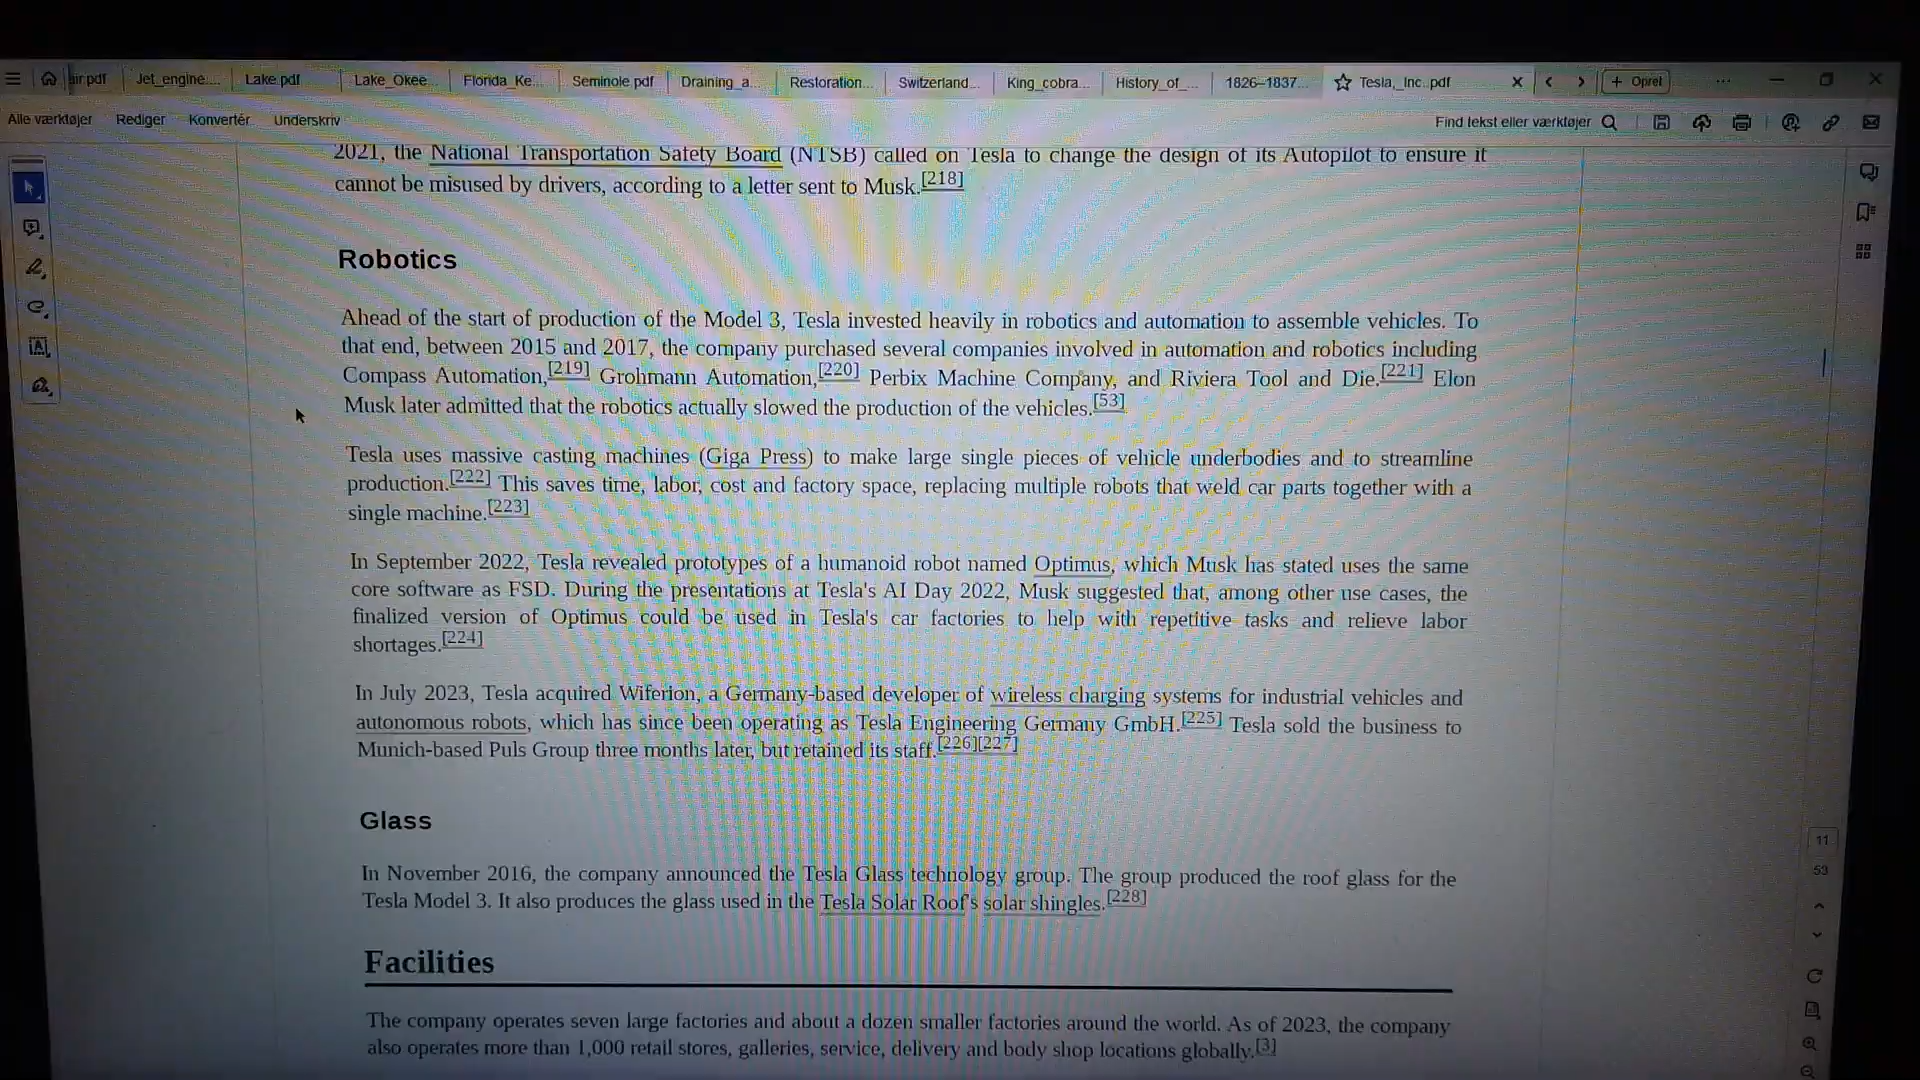 ir.pdf Jet_engine.... Lake.pdf Lake_Okee... Florida_Ke... Seminole.pdf Draining_a... Restoration... Switzerland... King_cobra... History_of_... 1826–1837... Tesla,_Inc..pdf + Opret
Alle værktøjer Rediger Konvertér Underskriv Find tekst eller værktøjer
2021, the National Transportation Safety Board (NTSB) called on Tesla to change the design of its Autopilot to ensure it
cannot be misused by drivers, according to a letter sent to Musk.[218]
Robotics
Ahead of the start of production of the Model 3, Tesla invested heavily in robotics and automation to assemble vehicles. To
that end, between 2015 and 2017, the company purchased several companies involved in automation and robotics including
Compass Automation,[219] Grohmann Automation,[220] Perbix Machine Company, and Riviera Tool and Die.[221] Elon
Musk later admitted that the robotics actually slowed the production of the vehicles.[53]
Tesla uses massive casting machines (Giga Press) to make large single pieces of vehicle underbodies and to streamline
production.[222] This saves time, labor, cost and factory space, replacing multiple robots that weld car parts together with a
single machine.[223]
In September 2022, Tesla revealed prototypes of a humanoid robot named Optimus, which Musk has stated uses the same
core software as FSD. During the presentations at Tesla's AI Day 2022, Musk suggested that, among other use cases, the
finalized version of Optimus could be used in Tesla's car factories to help with repetitive tasks and relieve labor
shortages.[224]
In July 2023, Tesla acquired Wiferion, a Germany-based developer of wireless charging systems for industrial vehicles and
autonomous robots, which has since been operating as Tesla Engineering Germany GmbH.[225] Tesla sold the business to
Munich-based Puls Group three months later, but retained its staff.[226][227]
Glass
In November 2016, the company announced the Tesla Glass technology group. The group produced the roof glass for the
Tesla Model 3. It also produces the glass used in the Tesla Solar Roof's solar shingles.[228]
Facilities
The company operates seven large factories and about a dozen smaller factories around the world. As of 2023, the company
also operates more than 1,000 retail stores, galleries, service, delivery and body shop locations globally.[3]
11
53